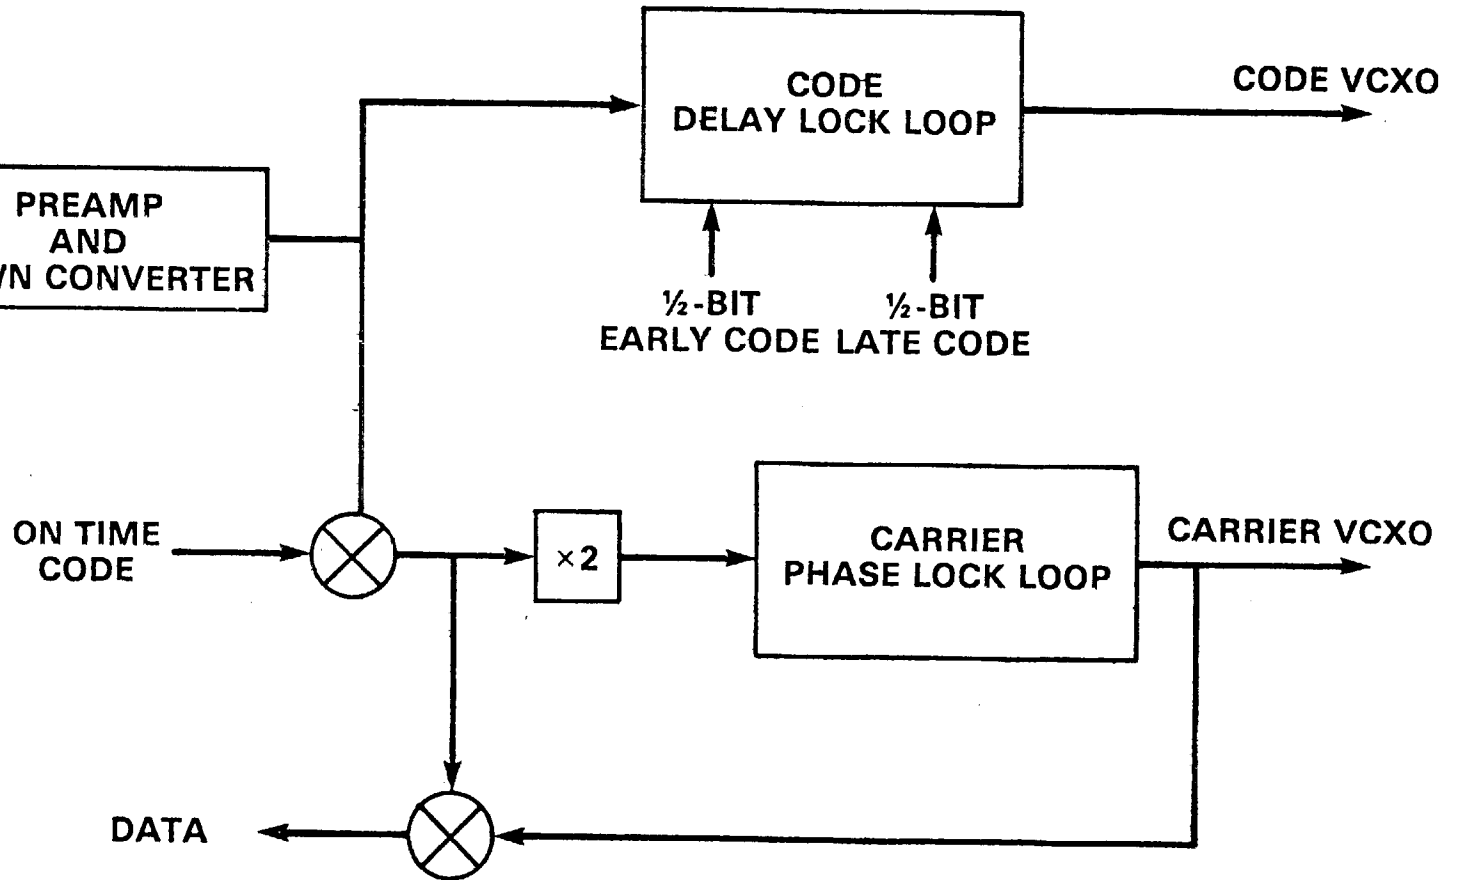 CODE
DELAY LOCK LOOP
CODE VCXO
PREAMP
AND
WN CONVERTER
½-BIT
EARLY CODE
½-BIT
LATE CODE
ON TIME
CODE
×2
CARRIER
PHASE LOCK LOOP
CARRIER VCXO
DATA